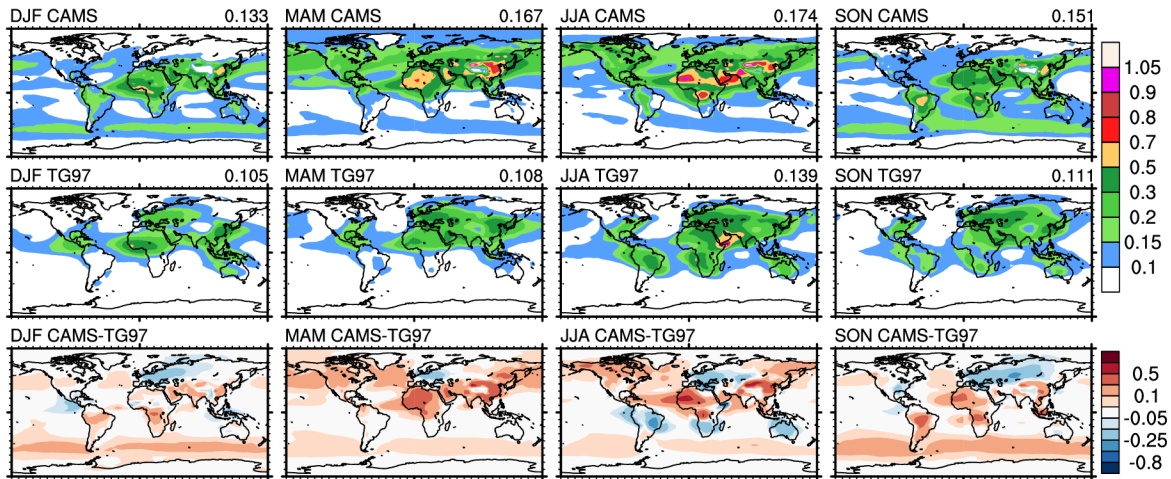 DJF CAMS 0.133
MAM CAMS 0.167
JJA CAMS 0.174
SON CAMS 0.151
1.05
0.9
0.8
0.7
0.5
0.3
0.2
0.15
0.1
DJF TG97 0.105
MAM TG97 0.108
JJA TG97 0.139
SON TG97 0.111
DJF CAMS-TG97
MAM CAMS-TG97
JJA CAMS-TG97
SON CAMS-TG97
0.5
0.1
-0.05
-0.25
-0.8